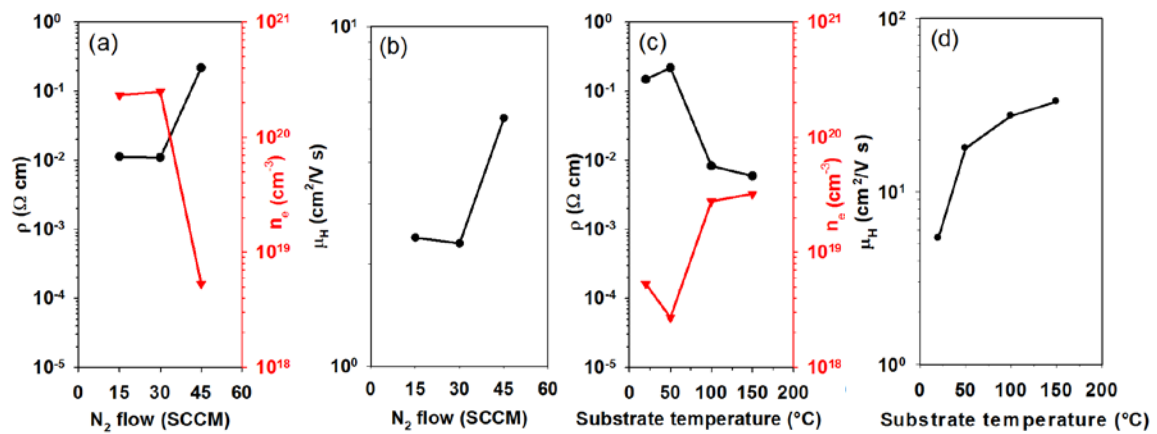 (a)
10⁰
10⁻¹
10⁻²
10⁻³
10⁻⁴
10⁻⁵
ρ (Ω cm)
10²¹
10²⁰
10¹⁹
10¹⁸
nₑ (cm⁻³)
0 15 30 45 60
N₂ flow (SCCM)
(b)
10¹
10⁰
μH (cm²/V s)
0 15 30 45 60
N₂ flow (SCCM)
(c)
10⁰
10⁻¹
10⁻²
10⁻³
10⁻⁴
10⁻⁵
ρ (Ω cm)
10²¹
10²⁰
10¹⁹
10¹⁸
nₑ (cm⁻³)
0 50 100 150 200
Substrate temperature (°C)
(d)
10²
10¹
10⁰
μH (cm²/V s)
0 50 100 150 200
Substrate temperature (°C)